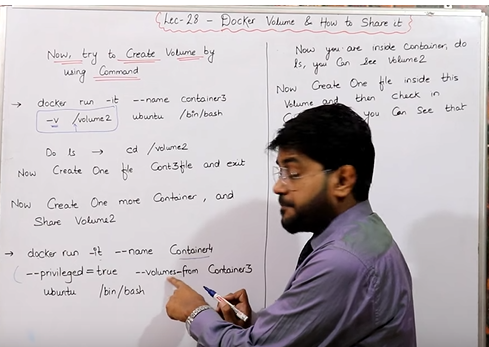 Lec-28 - Docker Volume & How to Share it
Now, try to Create Volume by
using Command
→ docker run -it --name container3
-v /volume2 ubuntu /bin/bash
Do ls → cd /volume2
Now Create One file Cont3file and exit
Now Create One more Container, and
Share Volume2
→ docker run -it --name Container4
--privileged=true --volumes-from Container3
ubuntu /bin/bash
Now you are inside Container, do
ls, you Can See Volume2
Now Create One file inside this
Volume and then check in
you Can See that